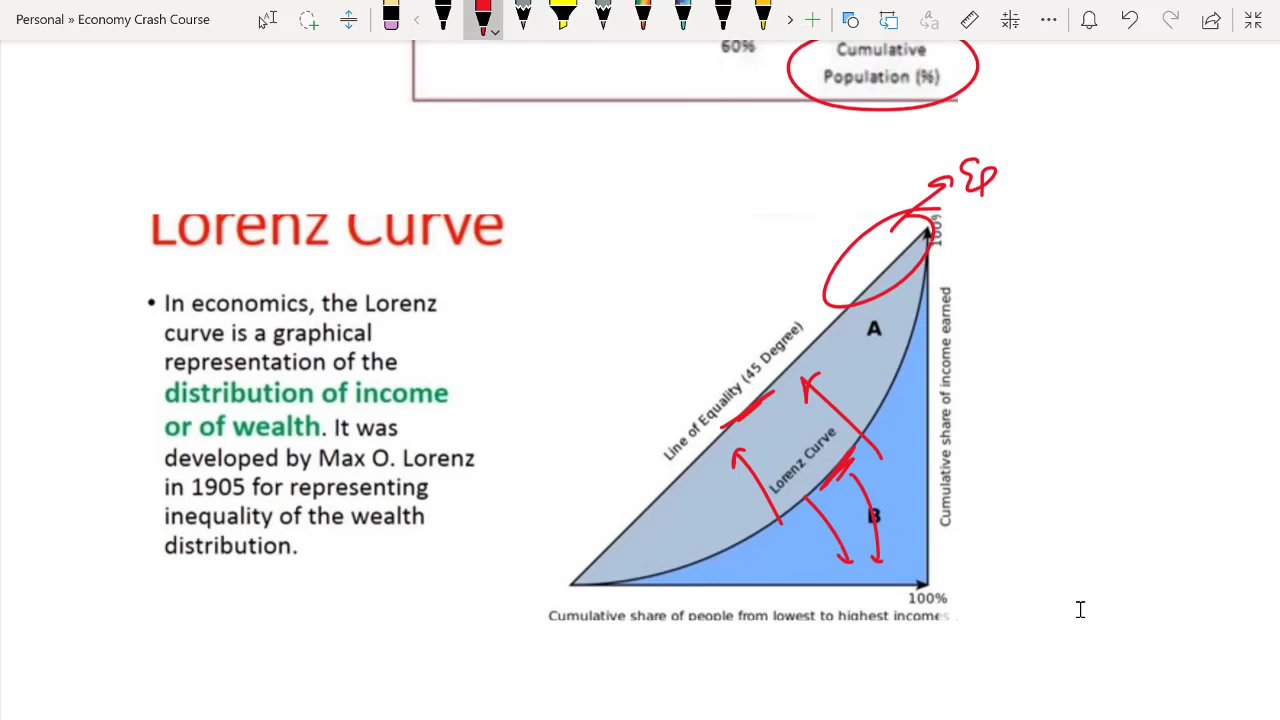 Personal » Economy Crash Course
60%
Cumulative
Population (%)
Ep
Lorenz Curve
• In economics, the Lorenz
curve is a graphical
representation of the
distribution of income
or of wealth. It was
developed by Max O. Lorenz
in 1905 for representing
inequality of the wealth
distribution.
100%
A
Line of Equality (45 Degree)
Lorenz Curve
B
Cumulative share of income earned
100%
Cumulative share of people from lowest to highest incomes